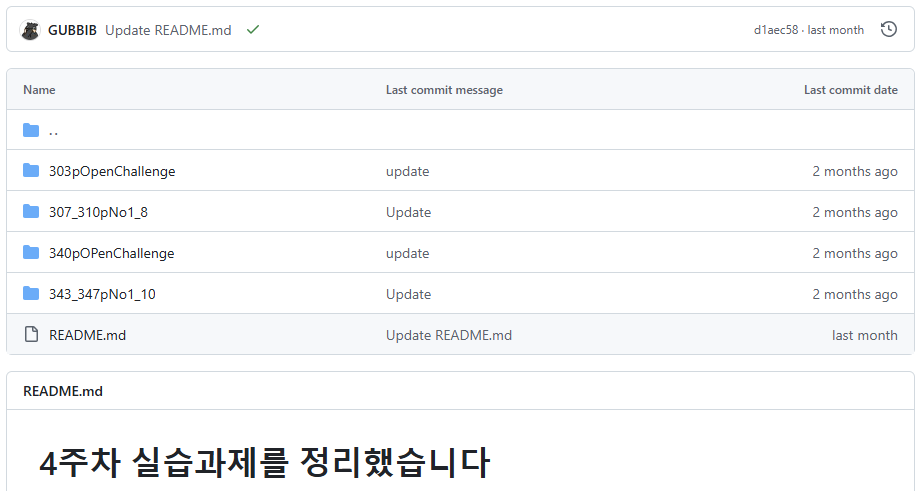 GUBBIB Update README.md d1aec58 · last month
Name Last commit message Last commit date
..
303pOpenChallenge update 2 months ago
307_310pNo1_8 Update 2 months ago
340pOPenChallenge update 2 months ago
343_347pNo1_10 Update 2 months ago
README.md Update README.md last month
README.md
4주차 실습과제를 정리했습니다